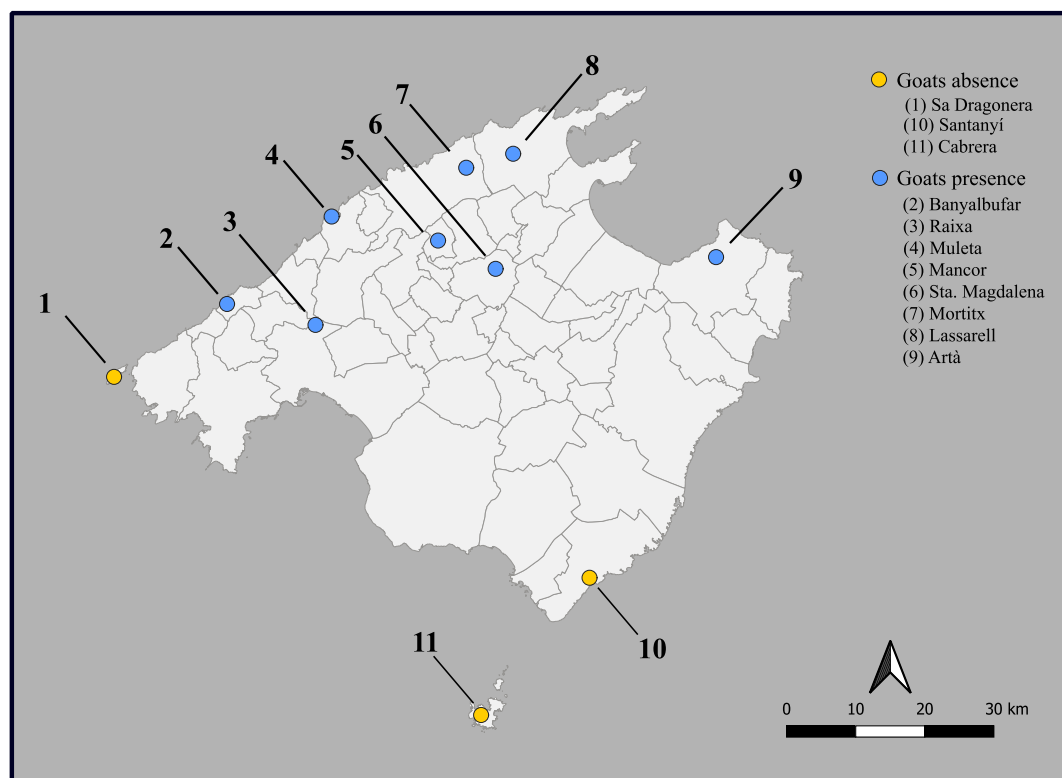 8
7
6
5
4
3
2
1
9
10
11
Goats absence
(1) Sa Dragonera
(10) Santanyí
(11) Cabrera
Goats presence
(2) Banyalbufar
(3) Raixa
(4) Muleta
(5) Mancor
(6) Sta. Magdalena
(7) Mortitx
(8) Lassarell
(9) Artà
0 10 20 30 km